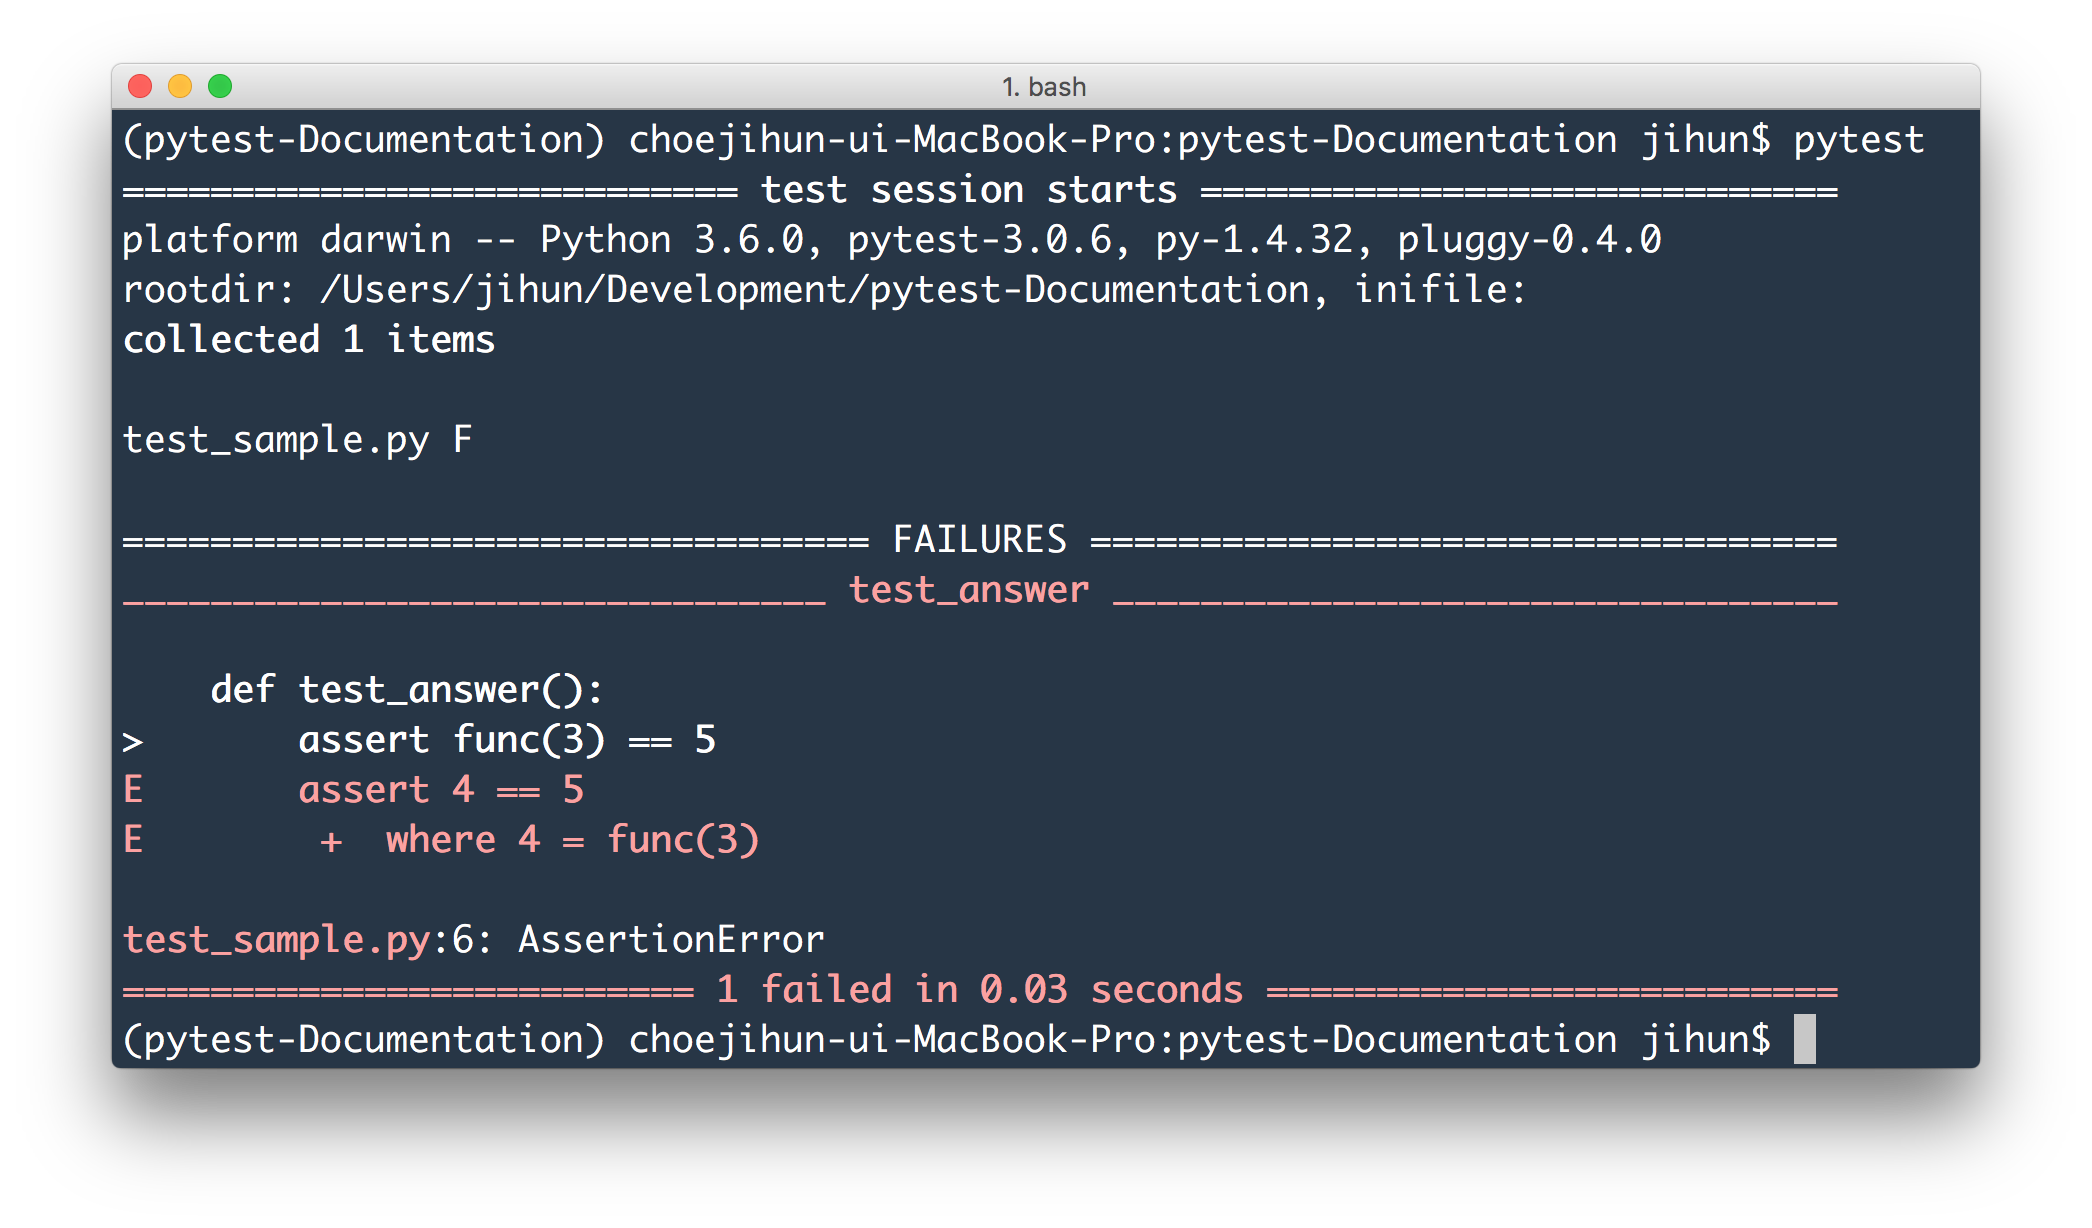 1. bash
(pytest-Documentation) choejihun-ui-MacBook-Pro:pytest-Documentation jihun$ pytest
============================ test session starts =============================
platform darwin -- Python 3.6.0, pytest-3.0.6, py-1.4.32, pluggy-0.4.0
rootdir: /Users/jihun/Development/pytest-Documentation, inifile:
collected 1 items
test_sample.py F
================================== FAILURES ==================================
________________________________ test_answer _________________________________
    def test_answer():
>       assert func(3) == 5
E       assert 4 == 5
E        +  where 4 = func(3)
test_sample.py:6: AssertionError
========================== 1 failed in 0.03 seconds ==========================
(pytest-Documentation) choejihun-ui-MacBook-Pro:pytest-Documentation jihun$